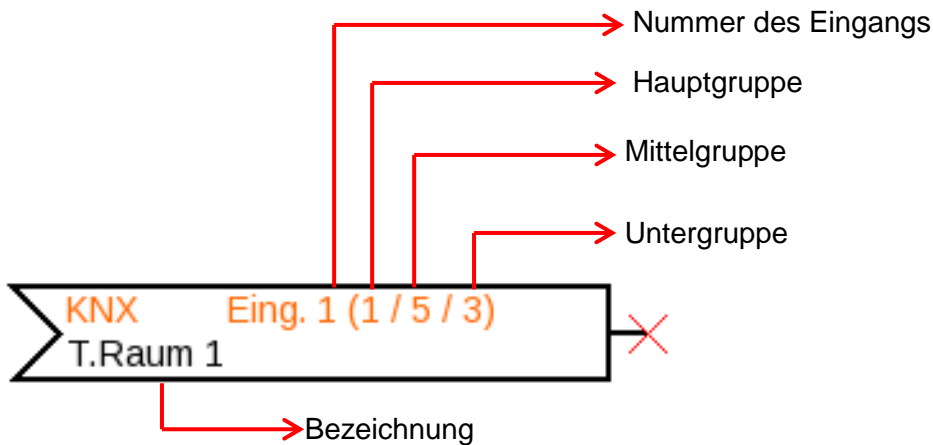 Nummer des Eingangs
Hauptgruppe
Mittelgruppe
Untergruppe
KNX Eing. 1 (1 / 5 / 3)
T.Raum 1
Bezeichnung